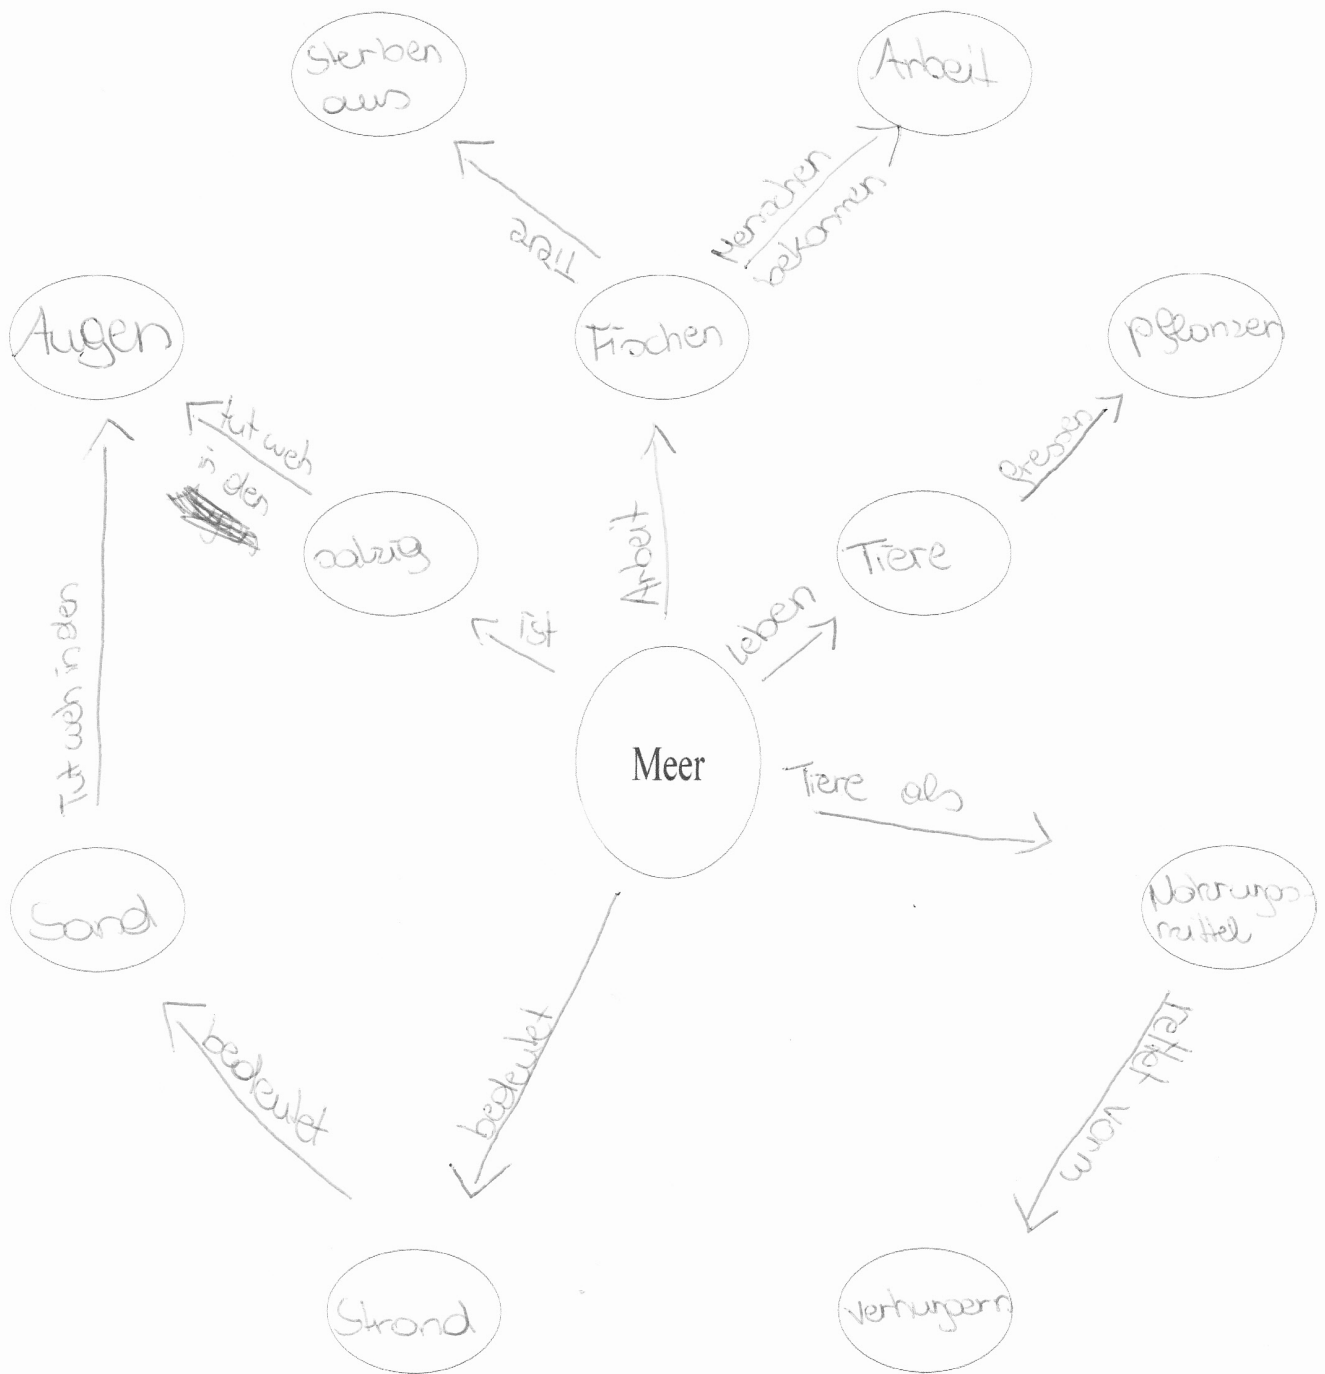 Sterben
aus
Arbeit
Tiere
Menschen
bekommen
Augen
Fischen
Pflanzen
tut weh
in den
fressen
salzig
Arbeit
Tiere
ist
Leben
Tut weh in den
Meer
Tiere als
Sand
Nahrungs-
mittel
bedeutet
bedeutet
rettet vorm
Strand
verhungern